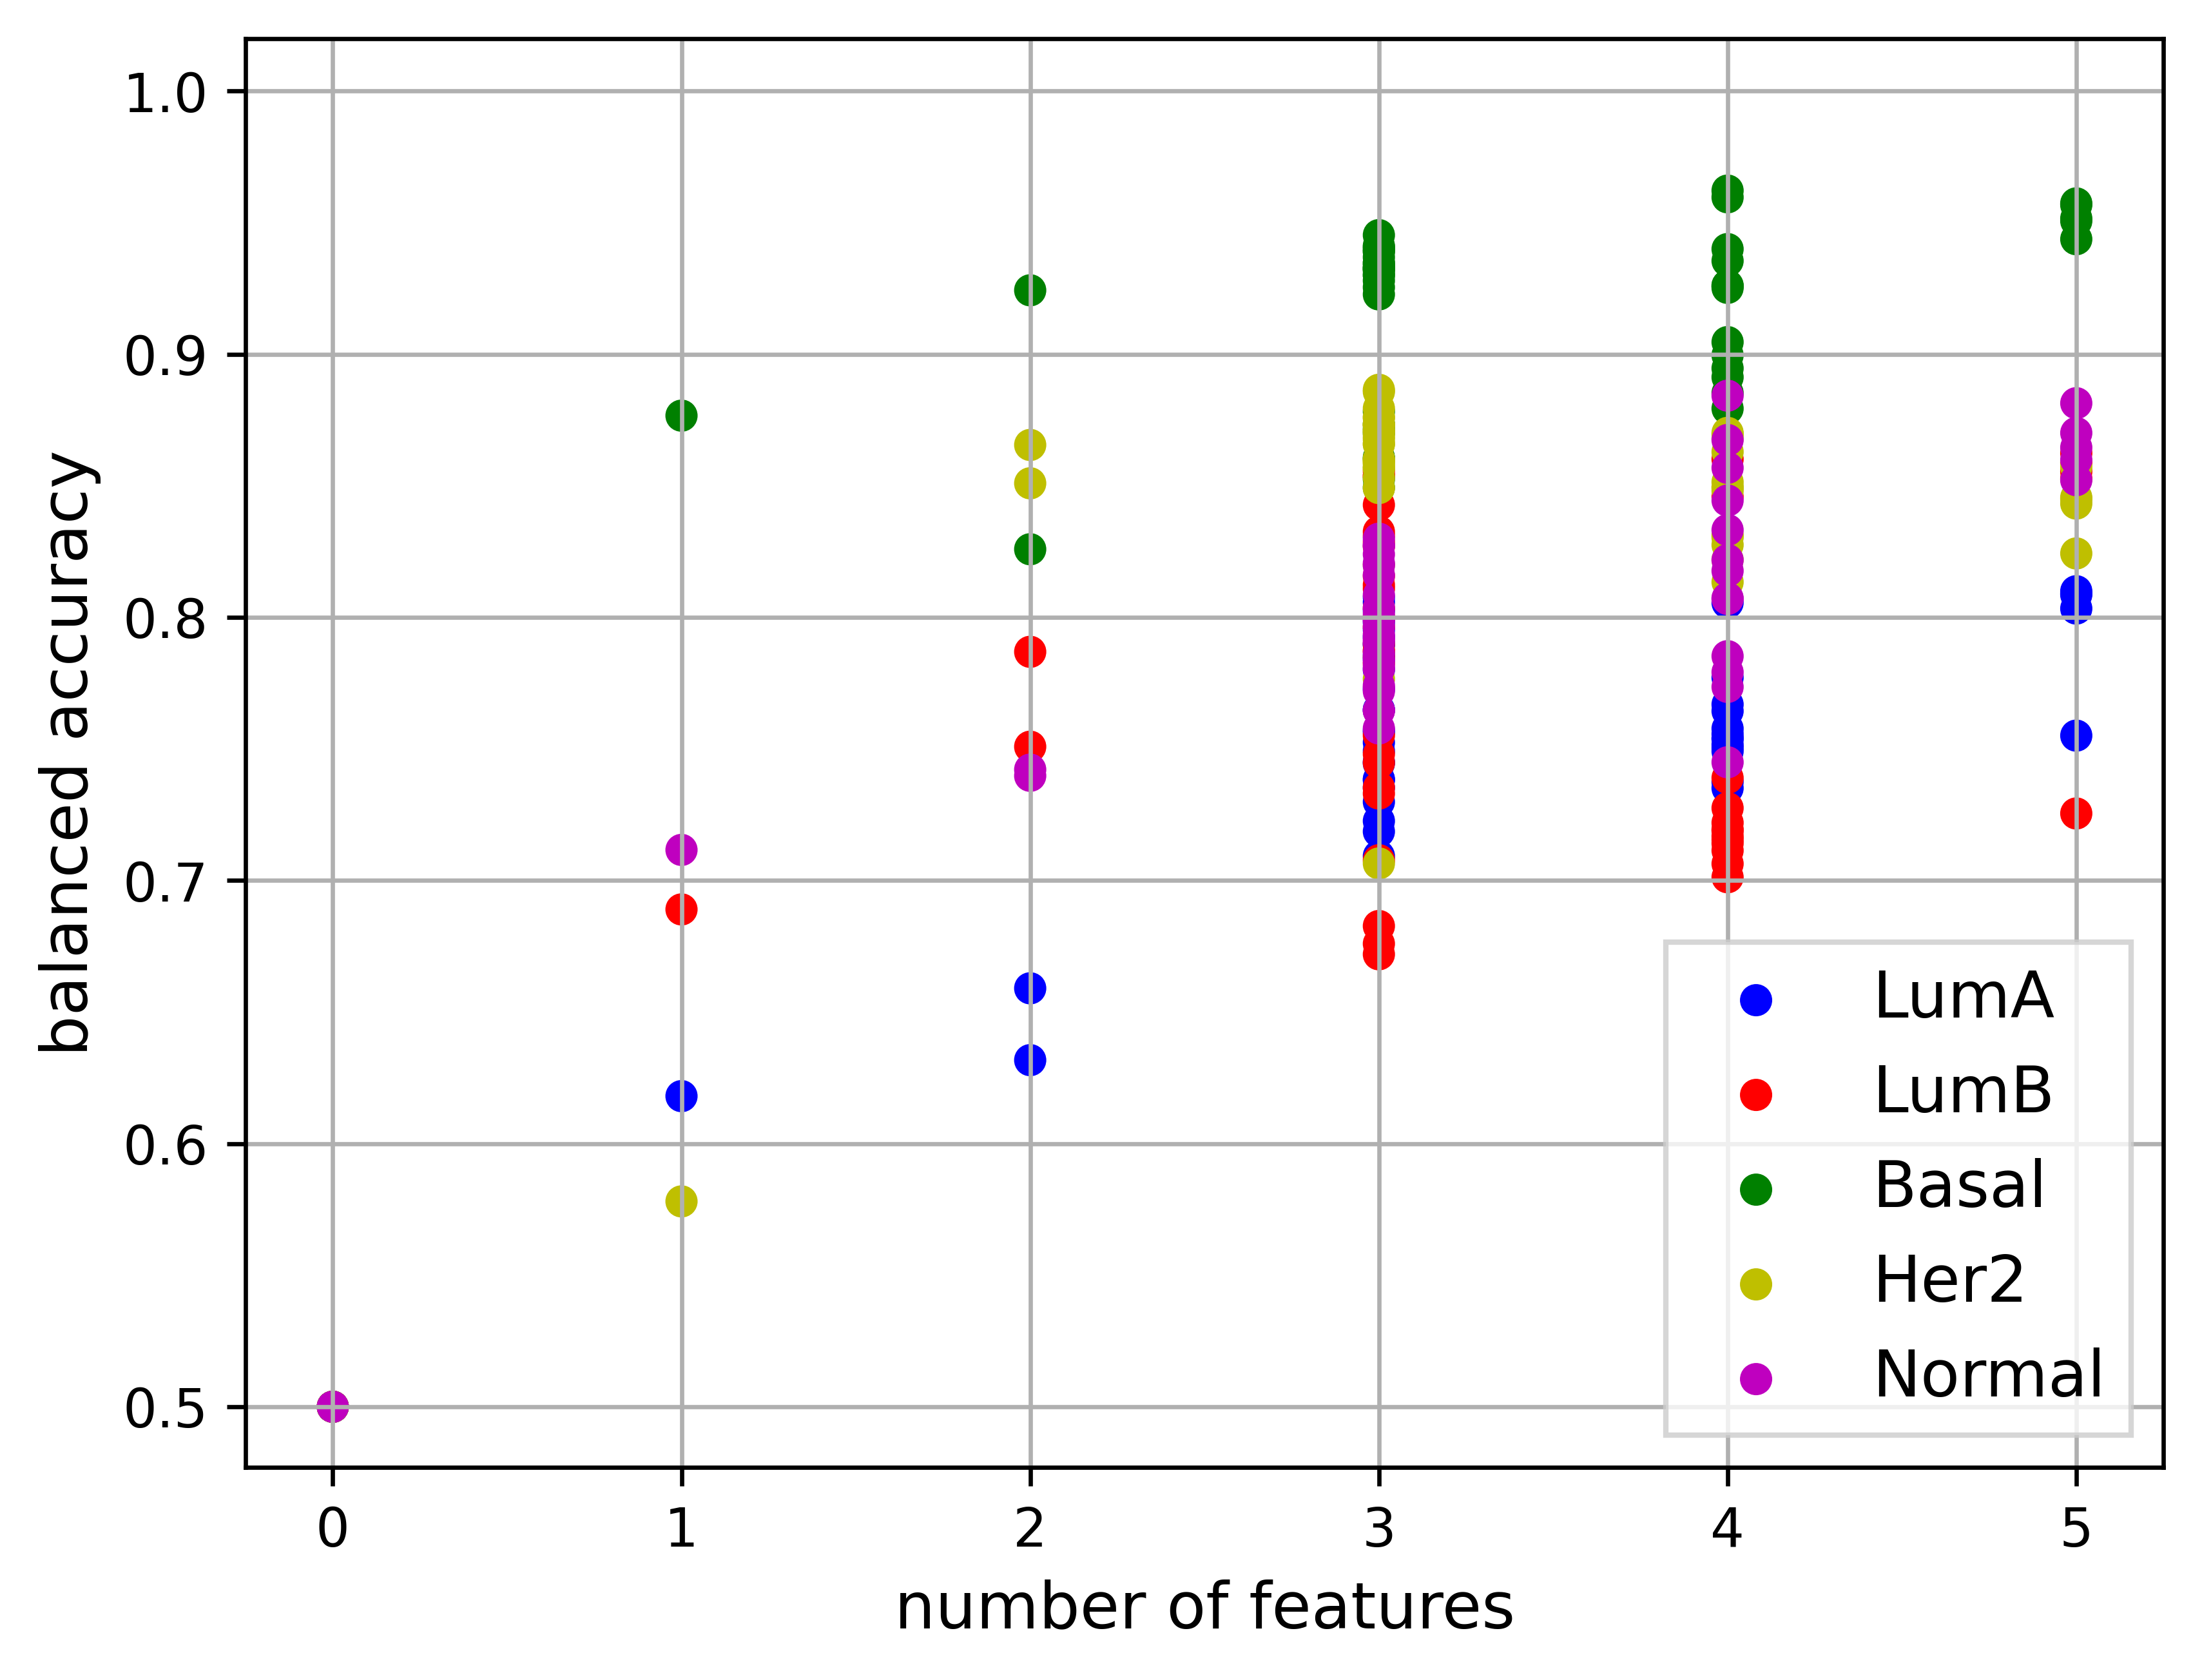 1.0
0.9
0.8
0.7
0.6
0.5
balanced accuracy
0 1 2 3 4 5
number of features
LumA
LumB
Basal
Her2
Normal